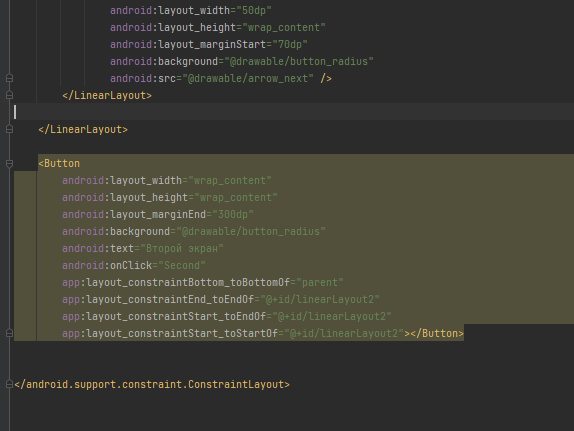 android:layout_width="50dp"
android:layout_height="wrap_content"
android:layout_marginStart="70dp"
android:background="@drawable/button_radius"
android:src="@drawable/arrow_next" />
</LinearLayout>
</LinearLayout>
<Button
android:layout_width="wrap_content"
android:layout_height="wrap_content"
android:layout_marginEnd="300dp"
android:background="@drawable/button_radius"
android:text="Второй экран"
android:onClick="Second"
app:layout_constraintBottom_toBottomOf="parent"
app:layout_constraintEnd_toEndOf="@+id/linearLayout2"
app:layout_constraintStart_toEndOf="@+id/linearLayout2"
app:layout_constraintStart_toStartOf="@+id/linearLayout2"></Button>
</android.support.constraint.ConstraintLayout>